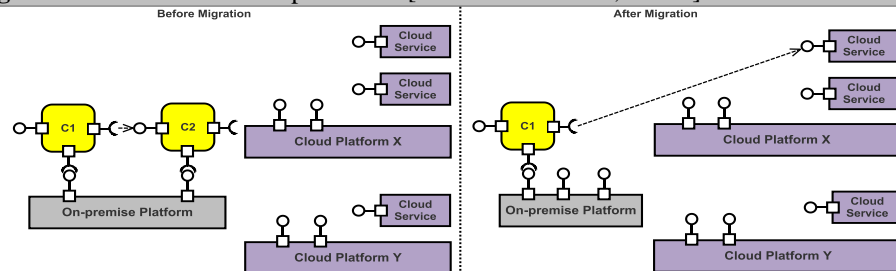 Before Migration
Cloud
Service
Cloud
Service
C1
C2
Cloud Platform X
On-premise Platform
Cloud
Service
Cloud Platform Y
After Migration
Cloud
Service
Cloud
Service
C1
Cloud Platform X
On-premise Platform
Cloud
Service
Cloud Platform Y